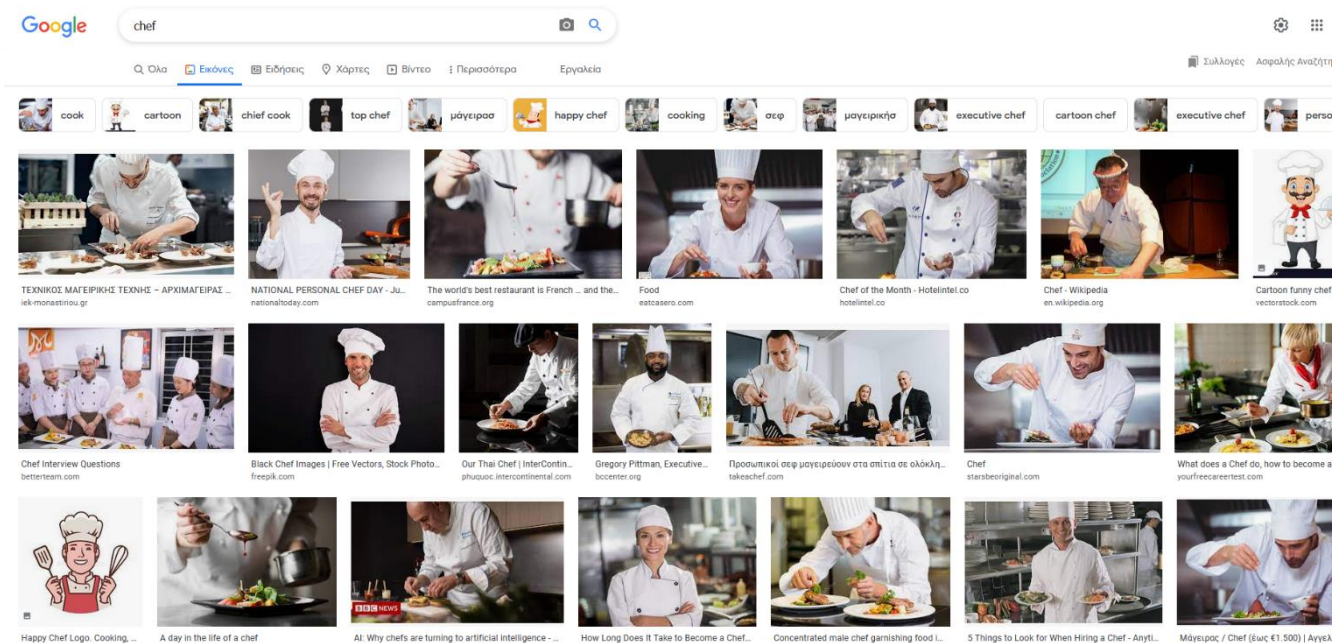 Google
chef
Όλα Εικόνες Ειδήσεις Χάρτες Βίντεο Περισσότερα Εργαλεία
Συλλογές Ασφαλής
cook cartoon chief cook top chef μάγειρασ happy chef cooking σεφ μαγειρικήσ executive chef cartoon chef executive chef
ΤΕΧΝΙΚΟΣ ΜΑΓΕΙΡΙΚΗΣ ΤΕΧΝΗΣ – ΑΡΧΙΜΑΓΕΙΡΑΣ ...
iek-monastiriou.gr
NATIONAL PERSONAL CHEF DAY - Ju...
nationaltoday.com
The world's best restaurant is French ... and the...
campusfrance.org
Food
eatcasero.com
Chef of the Month - Hotelintel.co
hotelintel.co
Chef - Wikipedia
en.wikipedia.org
Cartoon funny chef
vectorstock.com
Chef Interview Questions
betterteam.com
Black Chef Images | Free Vectors, Stock Photo...
freepik.com
Our Thai Chef | InterContin...
phuquoc.intercontinental.com
Gregory Pittman, Executive...
bccenter.org
Προσωπικοί σεφ μαγειρεύουν στα σπίτια σε ολόκλη...
takeachef.com
Chef
starsbeoriginal.com
What does a Chef do, how to become a
yourfreecareertest.com
BBC NEWS
Happy Chef Logo. Cooking, ...
A day in the life of a chef
AI: Why chefs are turning to artificial intelligence - ...
How Long Does It Take to Become a Chef...
Concentrated male chef garnishing food i...
5 Things to Look for When Hiring a Chef - Anyti...
Μάγειρας / Chef (έως €1.500) |